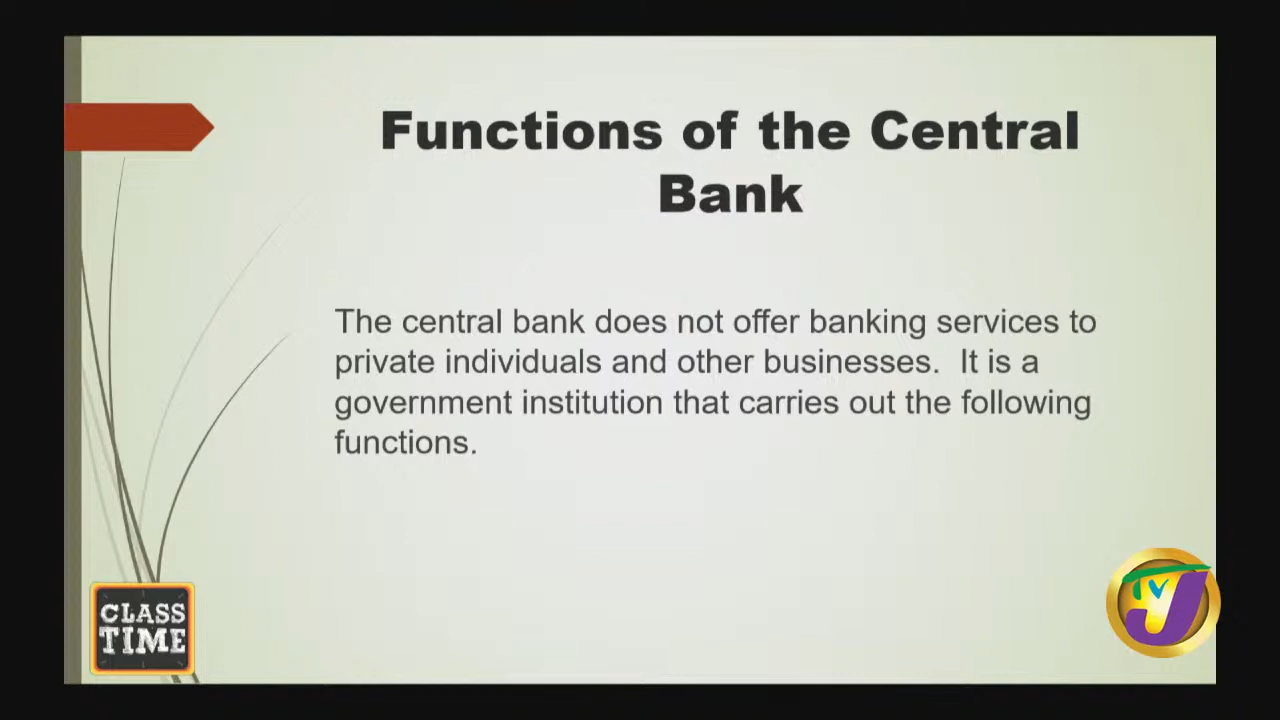 Functions of the Central
Bank
The central bank does not offer banking services to
private individuals and other businesses.  It is a
government institution that carries out the following
functions.
CLASS
TIME
TVJ